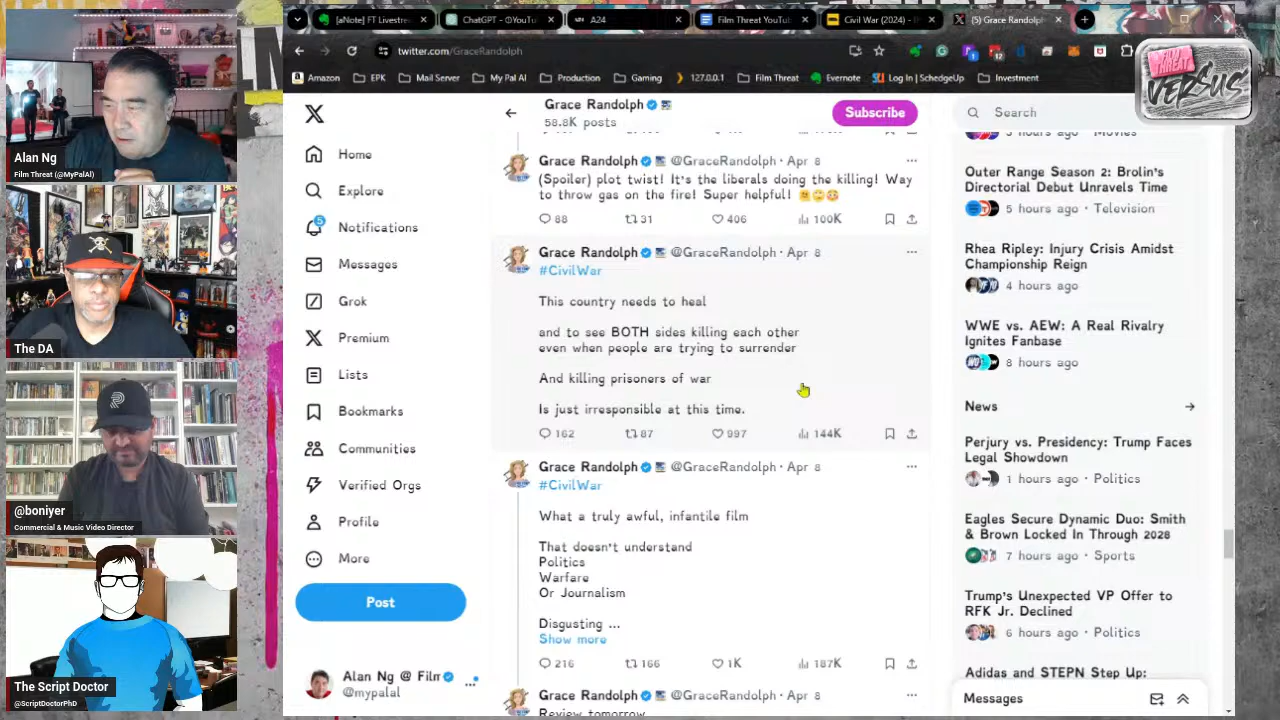 [aNote] FT Livestre
ChatGPT - ①YouTu
A24
Film Threat YouTub
Civil War (2024) - I
(5) Grace Randolph
twitter.com/GraceRandolph
Amazon
EPK
Mail Server
My Pal AI
Production
Gaming
127.0.0.1
Film Threat
Evernote
Log In | SchedgeUp
Investment
FILM THREAT
VERSUS
Alan Ng
Film Threat (@MyPalAl)
The DA
@boniyer
Commercial & Music Video Director
The Script Doctor
@ScriptDoctorPhD
Home
Explore
5
Notifications
Messages
Grok
Premium
Lists
Bookmarks
Communities
Verified Orgs
Profile
More
Post
Alan Ng @ Film
@mypalal
Grace Randolph
58.8K posts
Subscribe
Grace Randolph @GraceRandolph · Apr 8
(Spoiler) plot twist! It's the liberals doing the killing! Way
to throw gas on the fire! Super helpful!
88 31 406 100K
Grace Randolph @GraceRandolph · Apr 8
#CivilWar
This country needs to heal
and to see BOTH sides killing each other
even when people are trying to surrender
And killing prisoners of war
Is just irresponsible at this time.
162 87 997 144K
Grace Randolph @GraceRandolph · Apr 8
#CivilWar
What a truly awful, infantile film
That doesn't understand
Politics
Warfare
Or Journalism
Disgusting ...
Show more
216 166 1K 187K
Grace Randolph @GraceRandolph · Apr 8
Review tomorrow
Search
5 hours ago · Movies
Outer Range Season 2: Brolin's
Directorial Debut Unravels Time
5 hours ago · Television
Rhea Ripley: Injury Crisis Amidst
Championship Reign
4 hours ago
WWE vs. AEW: A Real Rivalry
Ignites Fanbase
8 hours ago
News
Perjury vs. Presidency: Trump Faces
Legal Showdown
1 hours ago · Politics
Eagles Secure Dynamic Duo: Smith
& Brown Locked In Through 2028
7 hours ago · Sports
Trump's Unexpected VP Offer to
RFK Jr. Declined
6 hours ago · Politics
Adidas and STEPN Step Up:
Messages